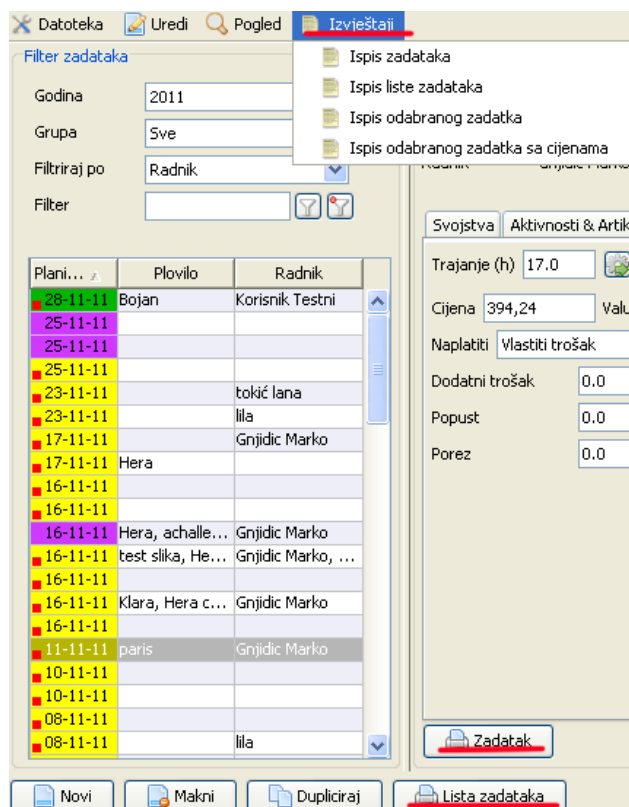 Datoteka Uredi Pogled Izvještaji
Ispis zadataka
Ispis liste zadataka
Ispis odabranog zadatka
Ispis odabranog zadatka sa cijenama
Filter zadataka
Godina 2011
Grupa Sve
Filtriraj po Radnik
Filter
Plani... Plovilo Radnik
28-11-11 Bojan Korisnik Testni
25-11-11
25-11-11
25-11-11
23-11-11 tokić lana
23-11-11 lila
17-11-11 Gnjidic Marko
17-11-11 Hera
16-11-11
16-11-11
16-11-11 Hera, achalle... Gnjidic Marko
16-11-11 test slika, He... Gnjidic Marko, ...
16-11-11
16-11-11 Klara, Hera c... Gnjidic Marko
16-11-11
11-11-11 paris Gnjidic Marko
10-11-11
10-11-11
08-11-11
08-11-11 lila
Svojstva Aktivnosti & Artik
Trajanje (h) 17.0
Cijena 394,24 Valu
Naplatiti Vlastiti trošak
Dodatni trošak 0.0
Popust 0.0
Porez 0.0
Zadatak
Novi Makni Dupliciraj Lista zadataka